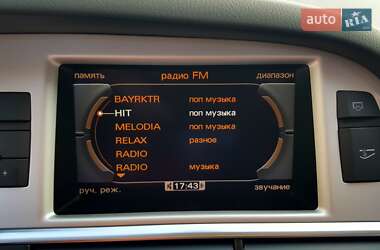 auto RIA
память радио FM диапазон
BAYRKTR поп музыка
HIT поп музыка
MELODIA поп музыка
RELAX разное
RADIO
RADIO музыка
руч. реж. 17:43 звучание